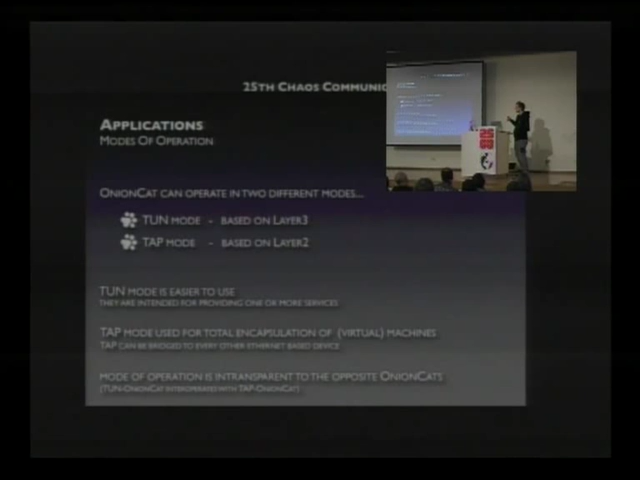 25th Chaos Communic
Applications
Modes Of Operation
OnionCat can operate in two different modes...
TUN mode - based on Layer3
TAP mode - based on Layer2
TUN mode is easier to use
They are intended for providing one or more services
TAP mode used for total encapsulation of (virtual) machines
TAP can be bridged to every other ethernet based device
Mode of operation is intransparent to the opposite OnionCats
(TUN-OnionCat interoperates with TAP-OnionCat)